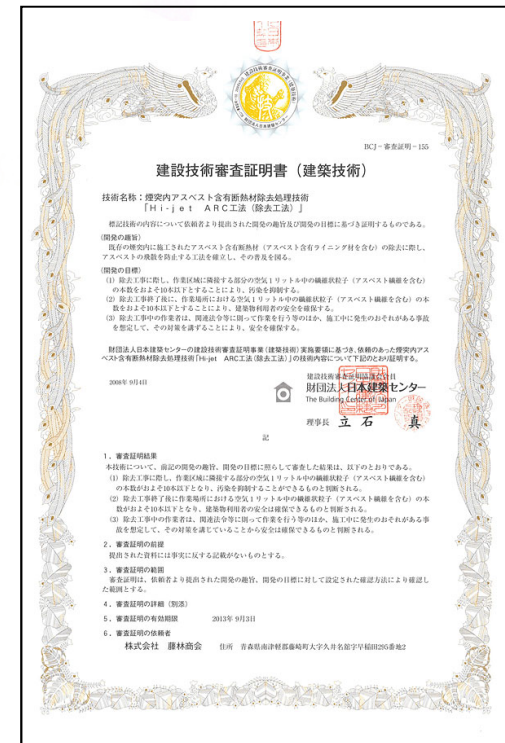 BCJ－審査証明－155
建設技術審査証明書（建築技術）
技術名称：煙突内アスベスト含有断熱材除去処理技術
「Hi-jet ARC工法（除去工法）」
標記技術の内容について依頼者より提出された開発の趣旨及び開発の目標に基づき証明するものである。
(開発の趣旨)
既存の煙突内に施工されたアスベスト含有断熱材（アスベスト含有ライニング材を含む）の除去に際し、
アスベストの飛散を防止する工法を確立し、その普及を図る。
(開発の目標)
(1) 除去工事に際し、作業区域に隣接する部分の空気1リットル中の繊維状粒子（アスベスト繊維を含む）
の本数をおよそ10本以下とすることにより、汚染を抑制する。
(2) 除去工事終了後に、作業場所における空気1リットル中の繊維状粒子（アスベスト繊維を含む）の本
数をおよそ10本以下とすることにより、建築物利用者の安全を確保する。
(3) 除去工事中の作業者は、関連法令等に則って作業を行う等のほか、施工中に発生のおそれがある事故
を想定して、その対策を講ずることにより、安全を確保する。
財団法人日本建築センターの建設技術審査証明事業（建築技術）実施要領に基づき、依頼のあった煙突内アス
ベスト含有断熱材除去処理技術「Hi-jet ARC工法（除去工法）」の技術内容について下記のとおり証明する。
2008年 9月4日
建設技術審査証明協議会会員
財団法人日本建築センター
The Building Center of Japan
理事長 立石 真
記
1．審査証明結果
本技術について、前記の開発の趣旨、開発の目標に照らして審査した結果は、以下のとおりである。
(1) 除去工事に際し、作業区域に隣接する部分の空気1リットル中の繊維状粒子（アスベスト繊維を含む）
の本数がおよそ10本以下となり、汚染を抑制することができるものと判断される。
(2) 除去工事終了後に作業場所における空気1リットル中の繊維状粒子（アスベスト繊維を含む）の本
数がおよそ10本以下となり、建築物利用者の安全は確保できるものと判断される。
(3) 除去工事中の作業者は、関連法令等に則って作業を行う等のほか、施工中に発生のおそれがある事
故を想定して、その対策を講じていることから安全は確保できるものと判断される。
2．審査証明の前提
提出された資料には事実に反する記載がないものとする。
3．審査証明の範囲
審査証明は、依頼者より提出された開発の趣旨、開発の目標に対して設定された確認方法により確認し
た範囲とする。
4．審査証明の詳細（別添）
5．審査証明の有効期限 2013年 9月3日
6．審査証明の依頼者
株式会社 藤林商会 住所 青森県南津軽郡藤崎町大字久井名舘字早稲田295番地2